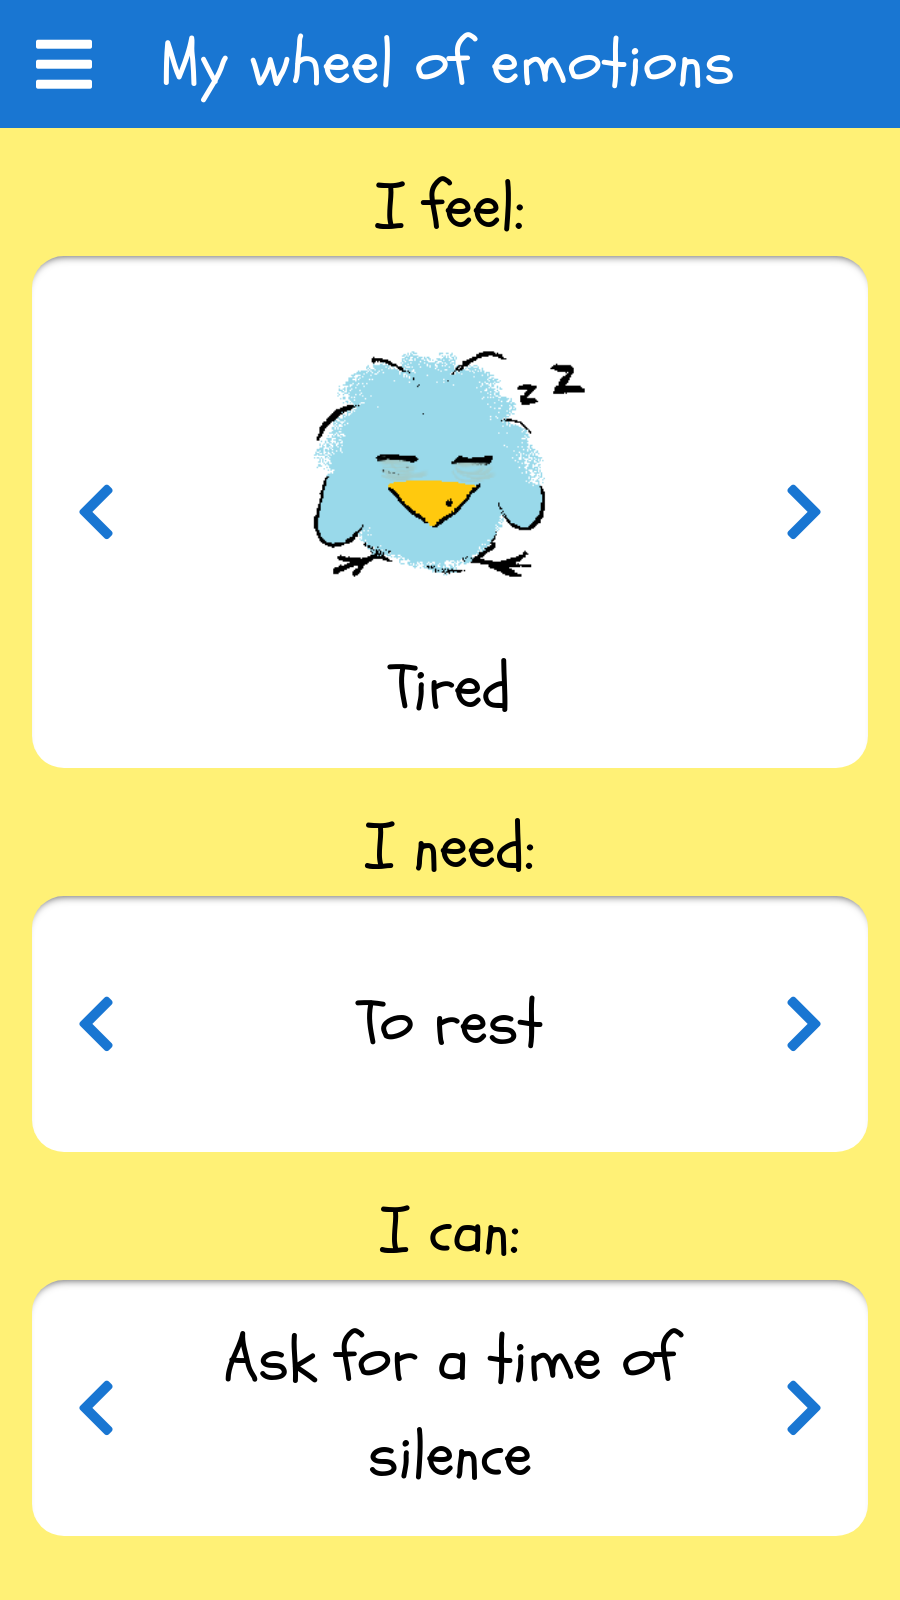 My wheel of emotions
I feel:
z z
Tired
I need:
To rest
I can:
Ask for a time of
silence